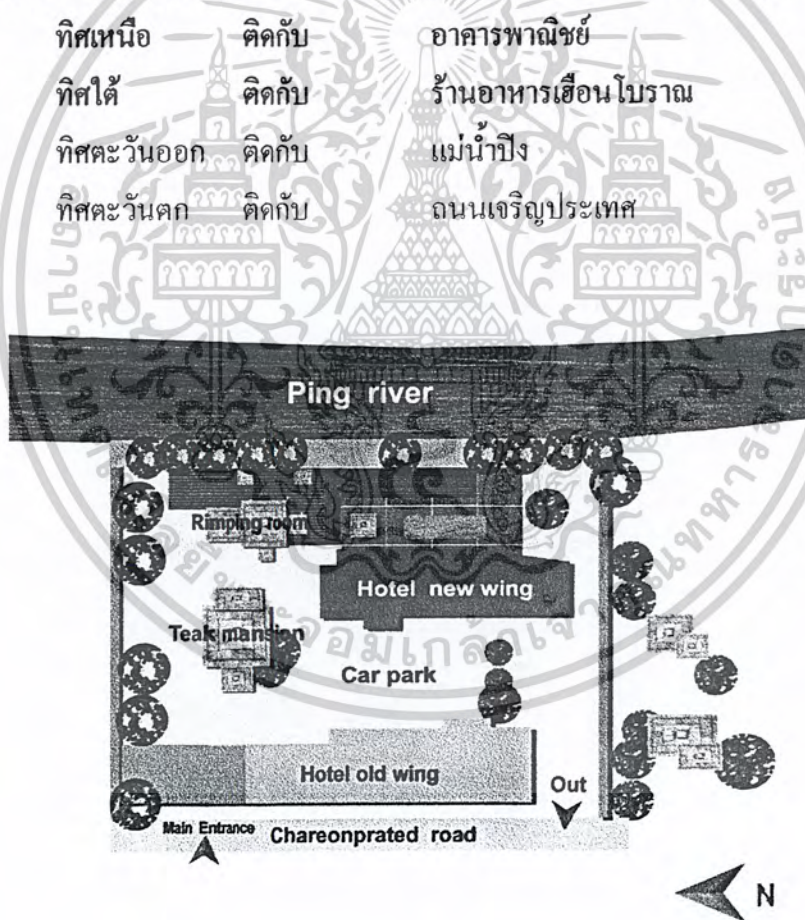 ทิศเหนือ ติดกับ อาคารพาณิชย์
ทิศใต้ ติดกับ ร้านอาหารเฮือนโบราณ
ทิศตะวันออก ติดกับ แม่น้ำปิง
ทิศตะวันตก ติดกับ ถนนเจริญประเทศ
Ping river
Rimping room
Hotel new wing
Teak mansion
Car park
Hotel old wing
Out
Main Entrance
Chareonprated road
N